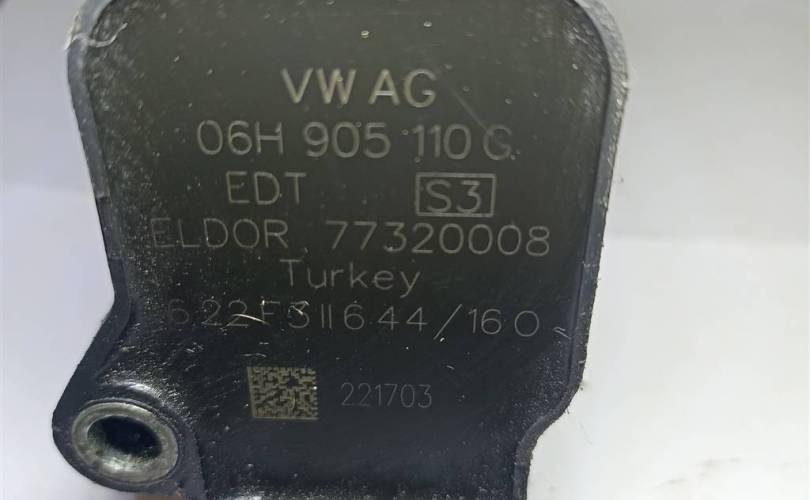 VW AG
06H 905 110 G
EDT S3
ELDOR 77320008
Turkey
622F311644/160
221703